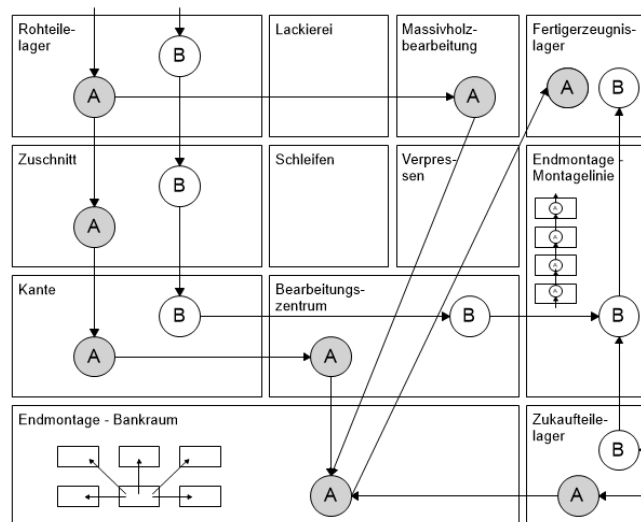 Rohteile-
lager
B
A
Lackierei
Massivholz-
bearbeitung
A
Fertigerzeugnis-
lager
A
B
Zuschnitt
B
A
Schleifen
Verpres-
sen
Endmontage -
Montagelinie
A
A
A
A
Kante
B
A
Bearbeitungs-
zentrum
B
A
B
Endmontage - Bankraum
A
Zukaufteile-
lager
B
A